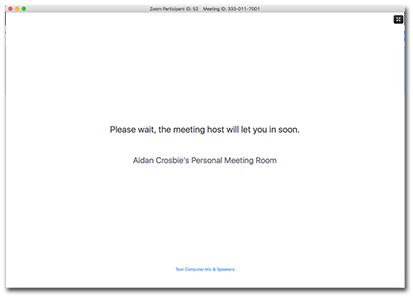 Zoom Participant ID: 52 Meeting ID: 333-011-7001
Please wait, the meeting host will let you in soon.
Aidan Crosbie's Personal Meeting Room
Test Computer Mic & Speakers